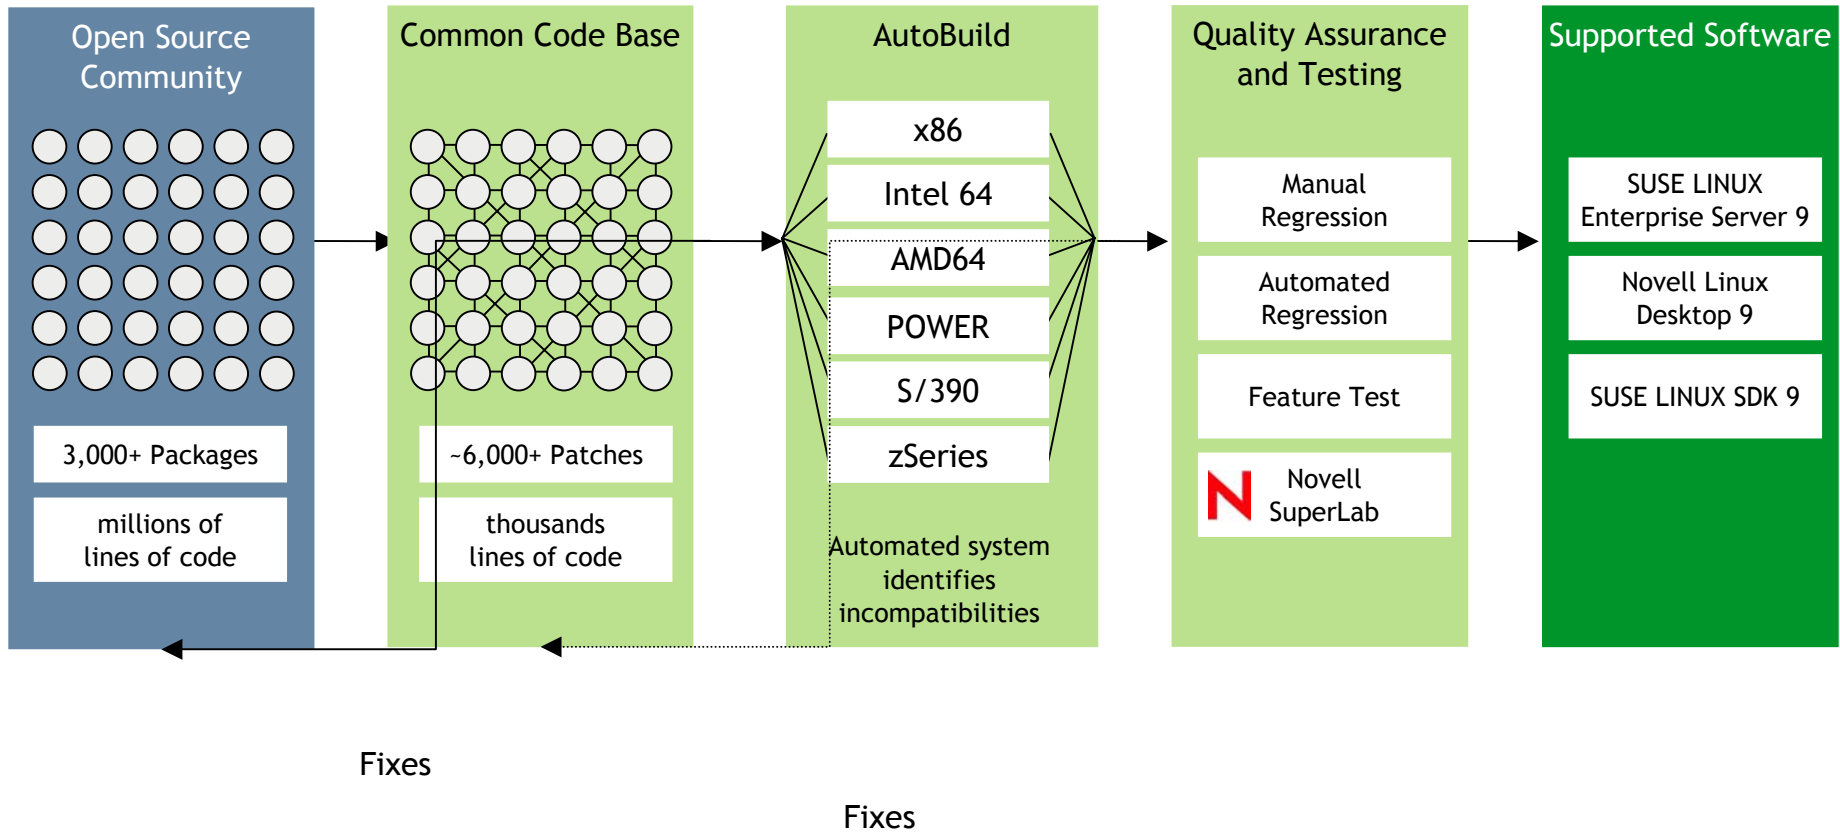 Open Source
Community
3,000+ Packages
millions of
lines of code
Common Code Base
~6,000+ Patches
thousands
lines of code
AutoBuild
x86
Intel 64
AMD64
POWER
S/390
zSeries
Automated system
identifies
incompatibilities
Quality Assurance
and Testing
Manual
Regression
Automated
Regression
Feature Test
Novell
SuperLab
Supported Software
SUSE LINUX
Enterprise Server 9
Novell Linux
Desktop 9
SUSE LINUX SDK 9
Fixes
Fixes